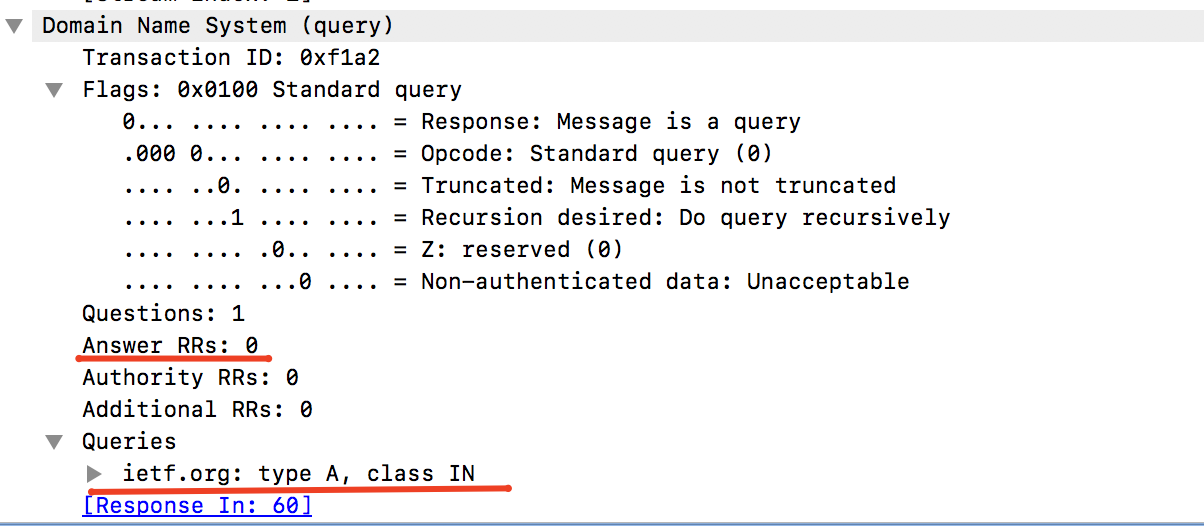 Domain Name System (query)
Transaction ID: 0xf1a2
Flags: 0x0100 Standard query
0... .... .... .... = Response: Message is a query
.000 0... .... .... = Opcode: Standard query (0)
.... ..0. .... .... = Truncated: Message is not truncated
.... ...1 .... .... = Recursion desired: Do query recursively
.... .... .0.. .... = Z: reserved (0)
.... .... ...0 .... = Non-authenticated data: Unacceptable
Questions: 1
Answer RRs: 0
Authority RRs: 0
Additional RRs: 0
Queries
ietf.org: type A, class IN
[Response In: 60]